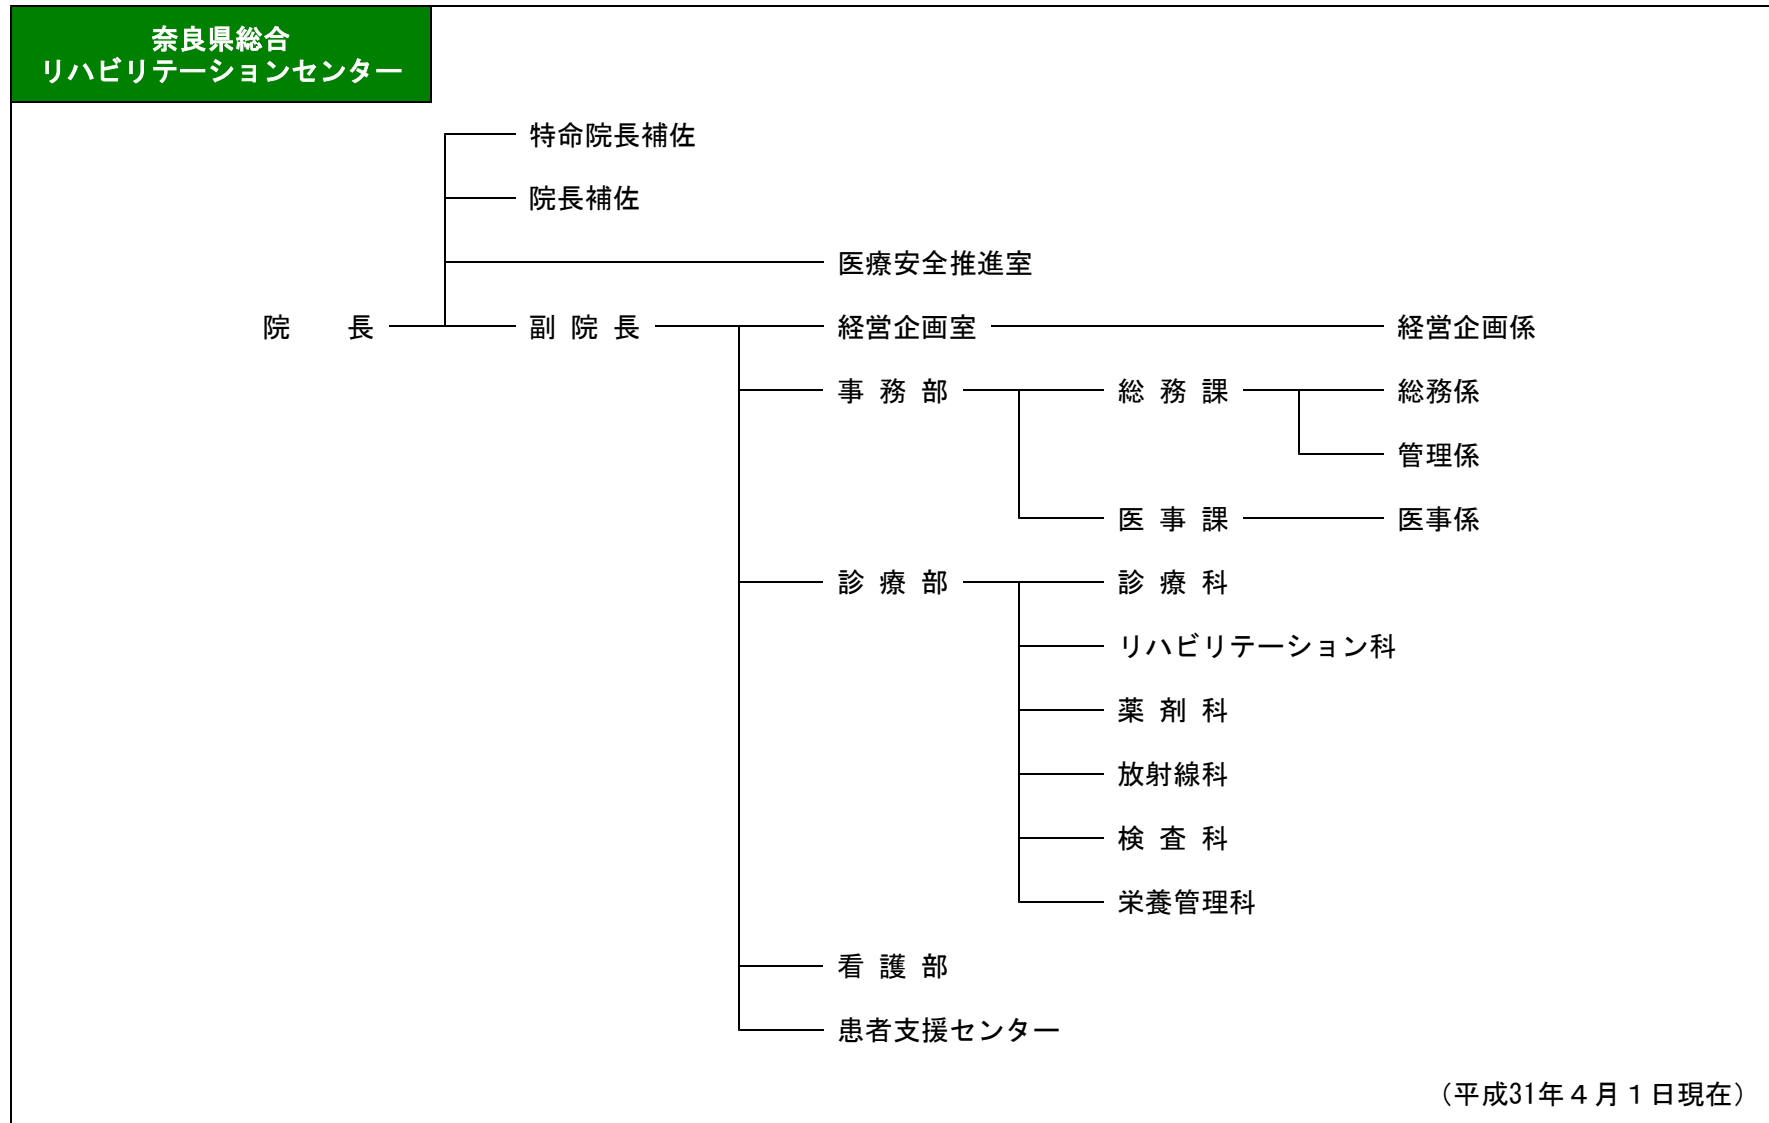 奈良県総合
リハビリテーションセンター
特命院長補佐
院長補佐
医療安全推進室
院　　長 副 院 長 経営企画室 経営企画係
事 務 部 総 務 課 総務係
管理係
医 事 課 医事係
診 療 部 診 療 科
リハビリテーション科
薬 剤 科
放射線科
検 査 科
栄養管理科
看 護 部
患者支援センター
（平成31年４月１日現在）